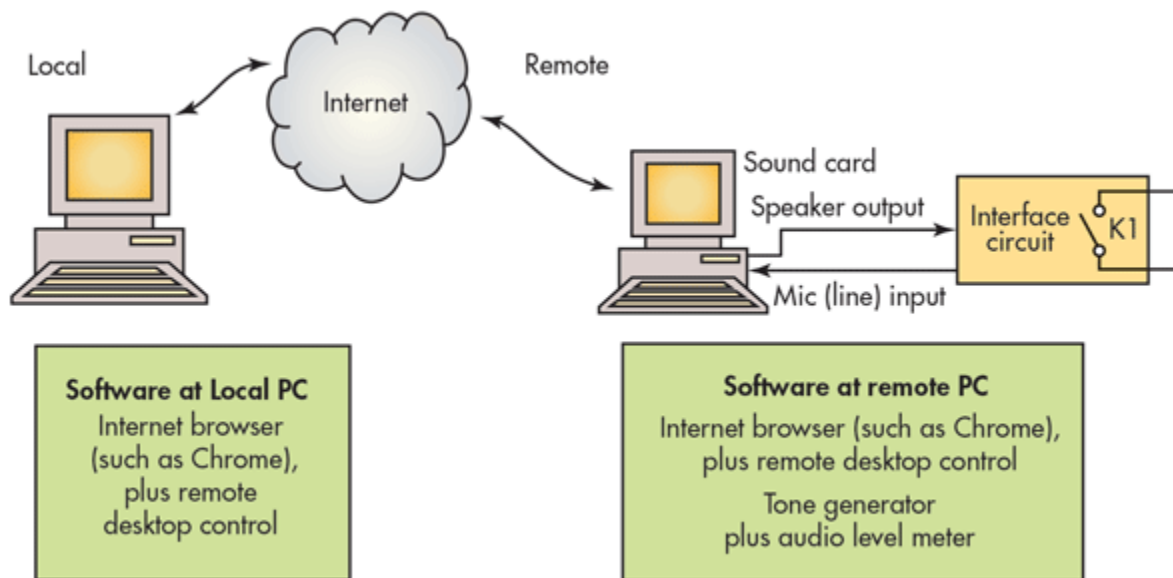 Local
Internet
Remote
Sound card
Speaker output
Mic (line) input
Interface
circuit
K1
Software at Local PC
Internet browser
(such as Chrome),
plus remote
desktop control
Software at remote PC
Internet browser (such as Chrome),
plus remote desktop control
Tone generator
plus audio level meter